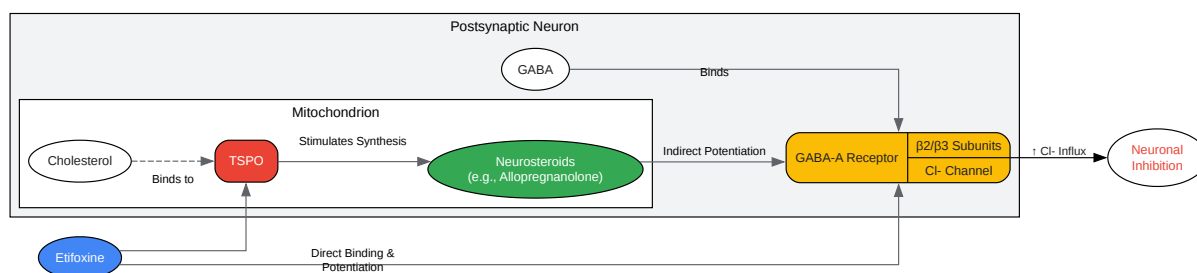 Postsynaptic Neuron
GABA
Binds
Mitochondrion
Cholesterol
Binds to
TSPO
Stimulates Synthesis
Neurosteroids
(e.g., Allopregnanolone)
Indirect Potentiation
GABA-A Receptor
β2/β3 Subunits
Cl- Channel
↑ Cl- Influx
Neuronal
Inhibition
Etifoxine
Direct Binding &
Potentiation